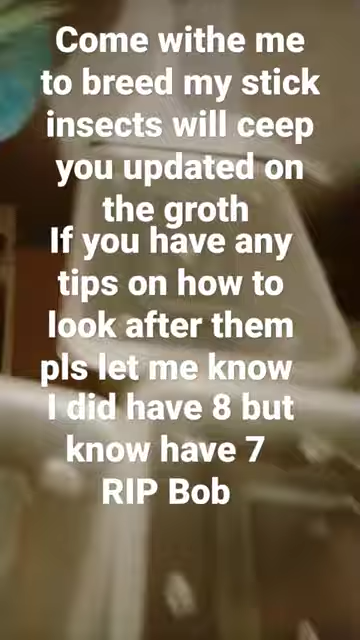 Come withe me
to breed my stick
insects will ceep
you updated on
the groth
If you have any
tips on how to
look after them
pls let me know
I did have 8 but
know have 7
RIP Bob